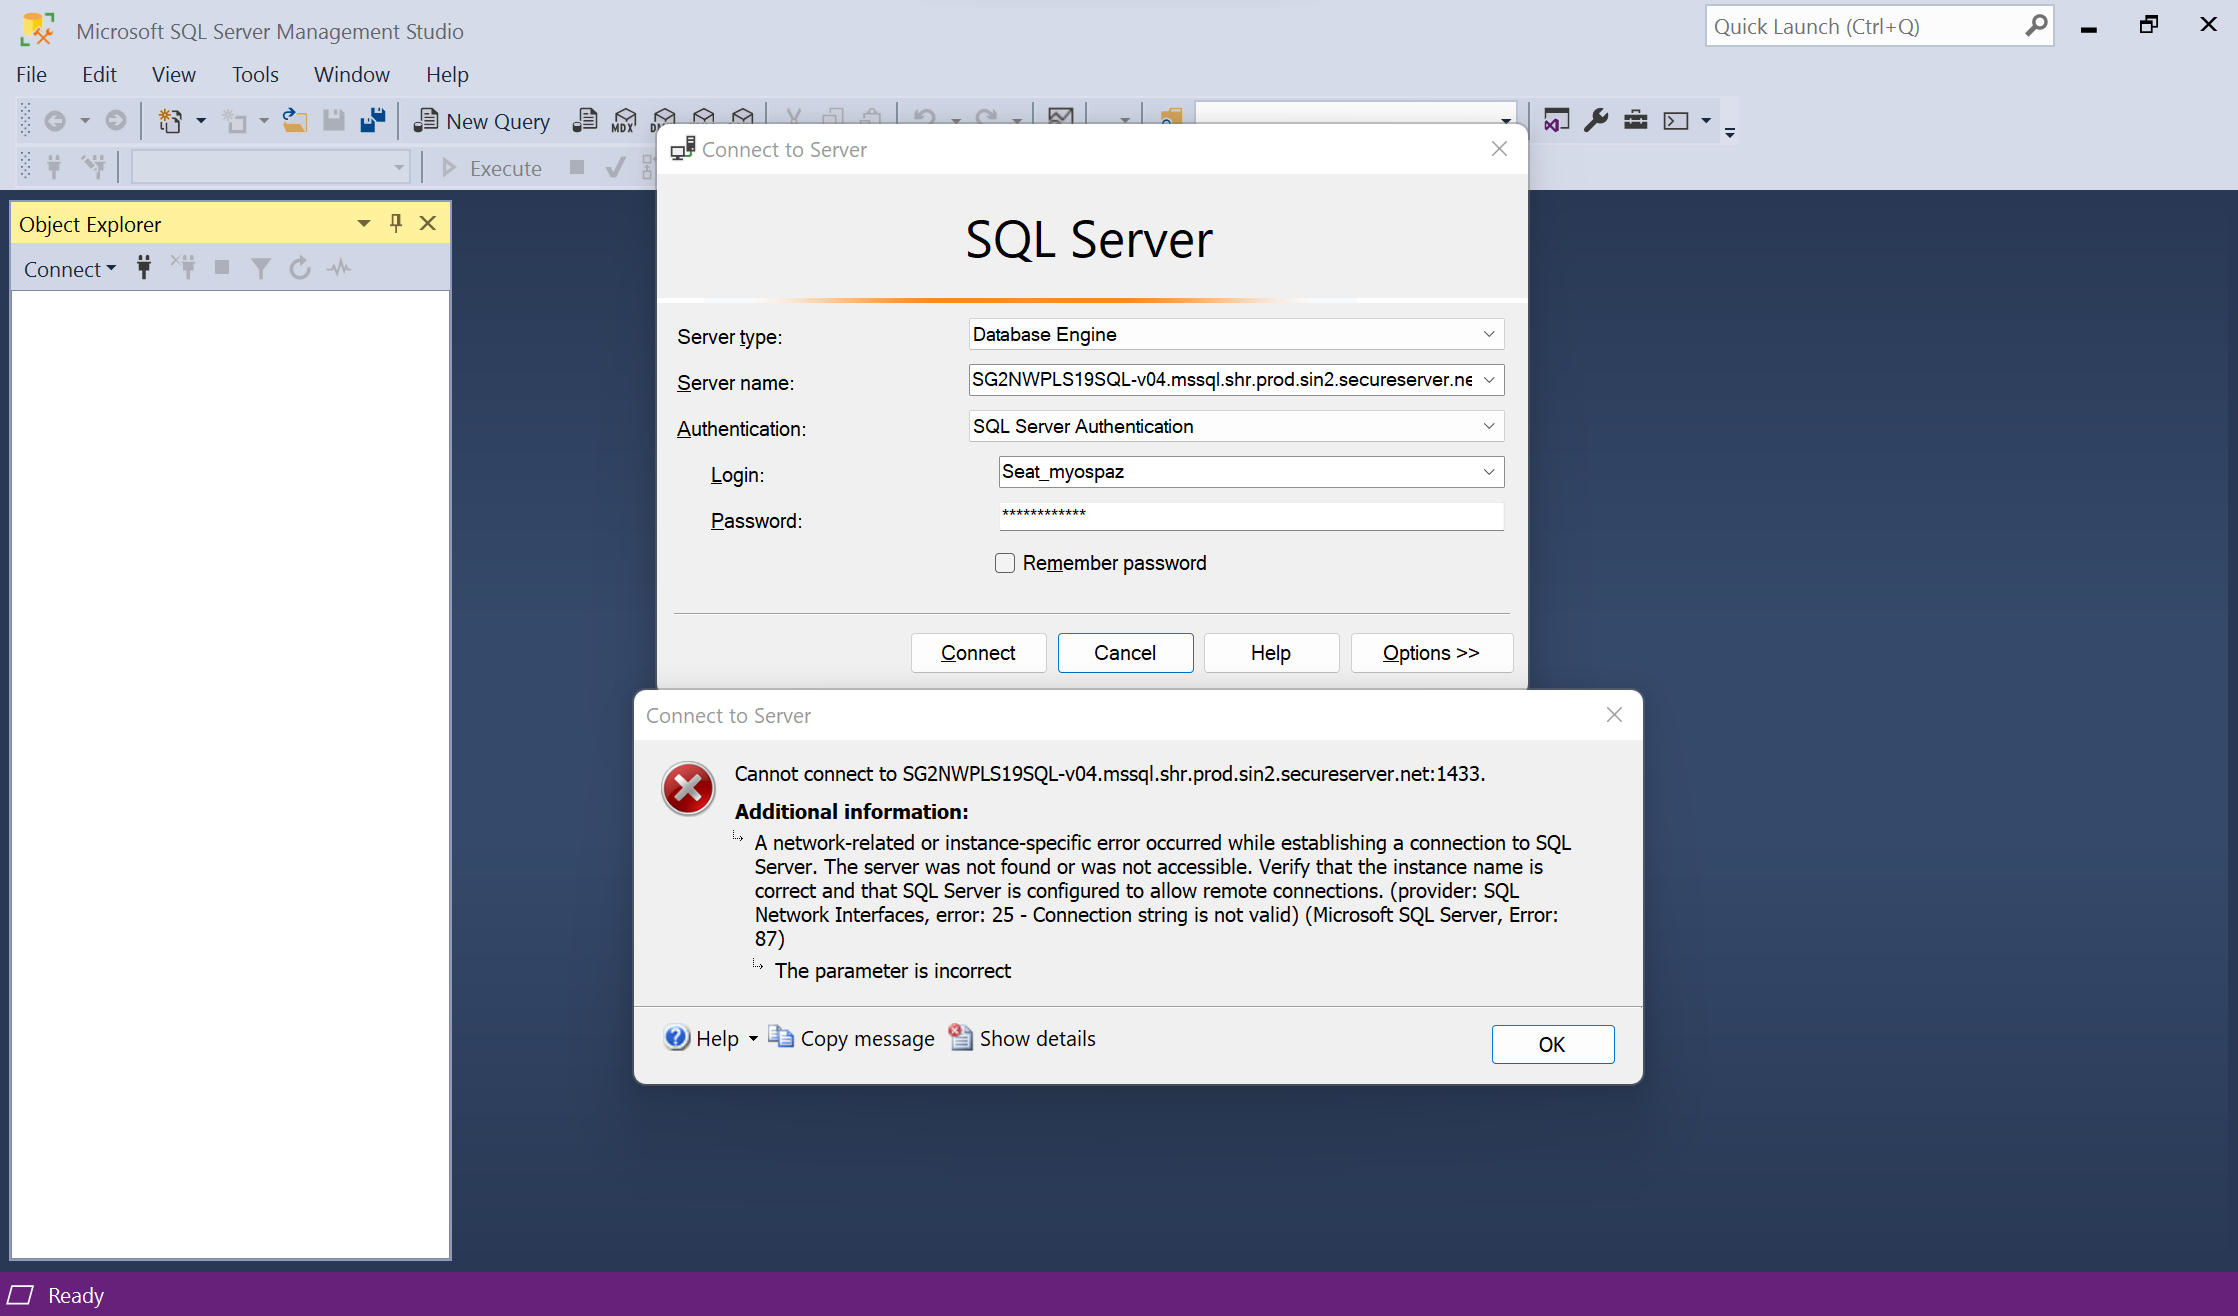 Microsoft SQL Server Management Studio
Quick Launch (Ctrl+Q)
File Edit View Tools Window Help
New Query
MDX
Execute
Object Explorer
Connect
Connect to Server
SQL Server
Server type: Database Engine
Server name: SG2NWPLS19SQL-v04.mssql.shr.prod.sin2.secureserver.ne
Authentication: SQL Server Authentication
Login: Seat_myospaz
Password: ************
Remember password
Connect Cancel Help Options >>
Connect to Server
Cannot connect to SG2NWPLS19SQL-v04.mssql.shr.prod.sin2.secureserver.net:1433.
Additional information:
A network-related or instance-specific error occurred while establishing a connection to SQL
Server. The server was not found or was not accessible. Verify that the instance name is
correct and that SQL Server is configured to allow remote connections. (provider: SQL
Network Interfaces, error: 25 - Connection string is not valid) (Microsoft SQL Server, Error:
87)
The parameter is incorrect
Help Copy message Show details OK
Ready